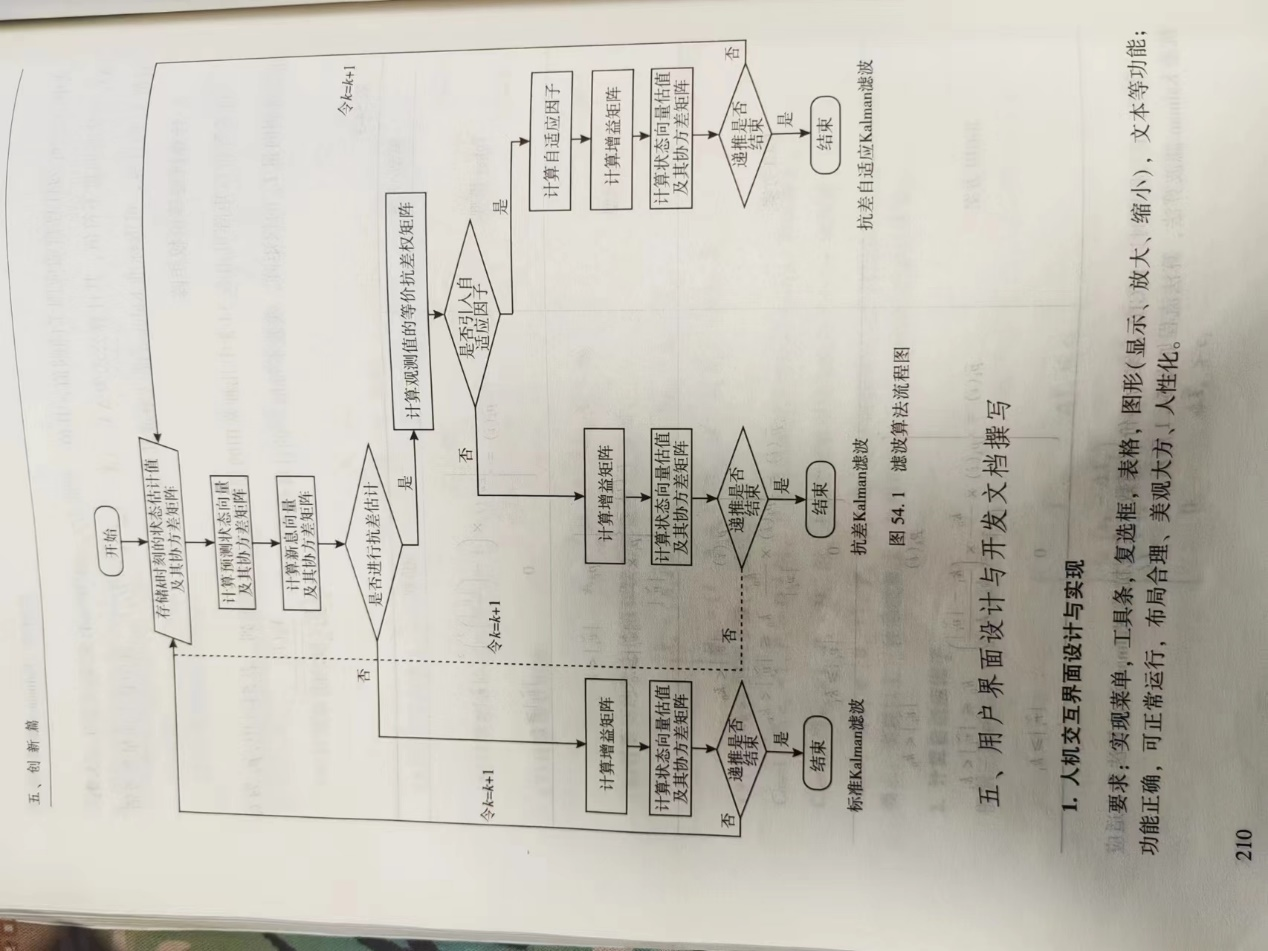 五、创新篇
开始
存储k时刻的状态估计值
及其协方差矩阵
计算预测状态向量
及其协方差矩阵
计算新息向量
及其协方差矩阵
是否进行抗差估计
否
是
计算观测值的等价抗差权矩阵
是否引入自
适应因子
否
是
令k=k+1
令k=k+1
令k=k+1
计算增益矩阵
计算状态向量估值
及其协方差矩阵
递推是否
结束
否
是
结束
标准Kalman滤波
计算增益矩阵
计算状态向量估值
及其协方差矩阵
递推是否
结束
否
是
结束
抗差Kalman滤波
计算自适应因子
计算增益矩阵
计算状态向量估值
及其协方差矩阵
递推是否
结束
否
是
结束
抗差自适应Kalman滤波
图 54.1 滤波算法流程图
五、用户界面设计与开发文档撰写
1. 人机交互界面设计与实现
要求：实现菜单，工具条，复选框，表格，图形（显示、放大、缩小），文本等功能；
功能正确，可正常运行，布局合理、美观大方、人性化。
210